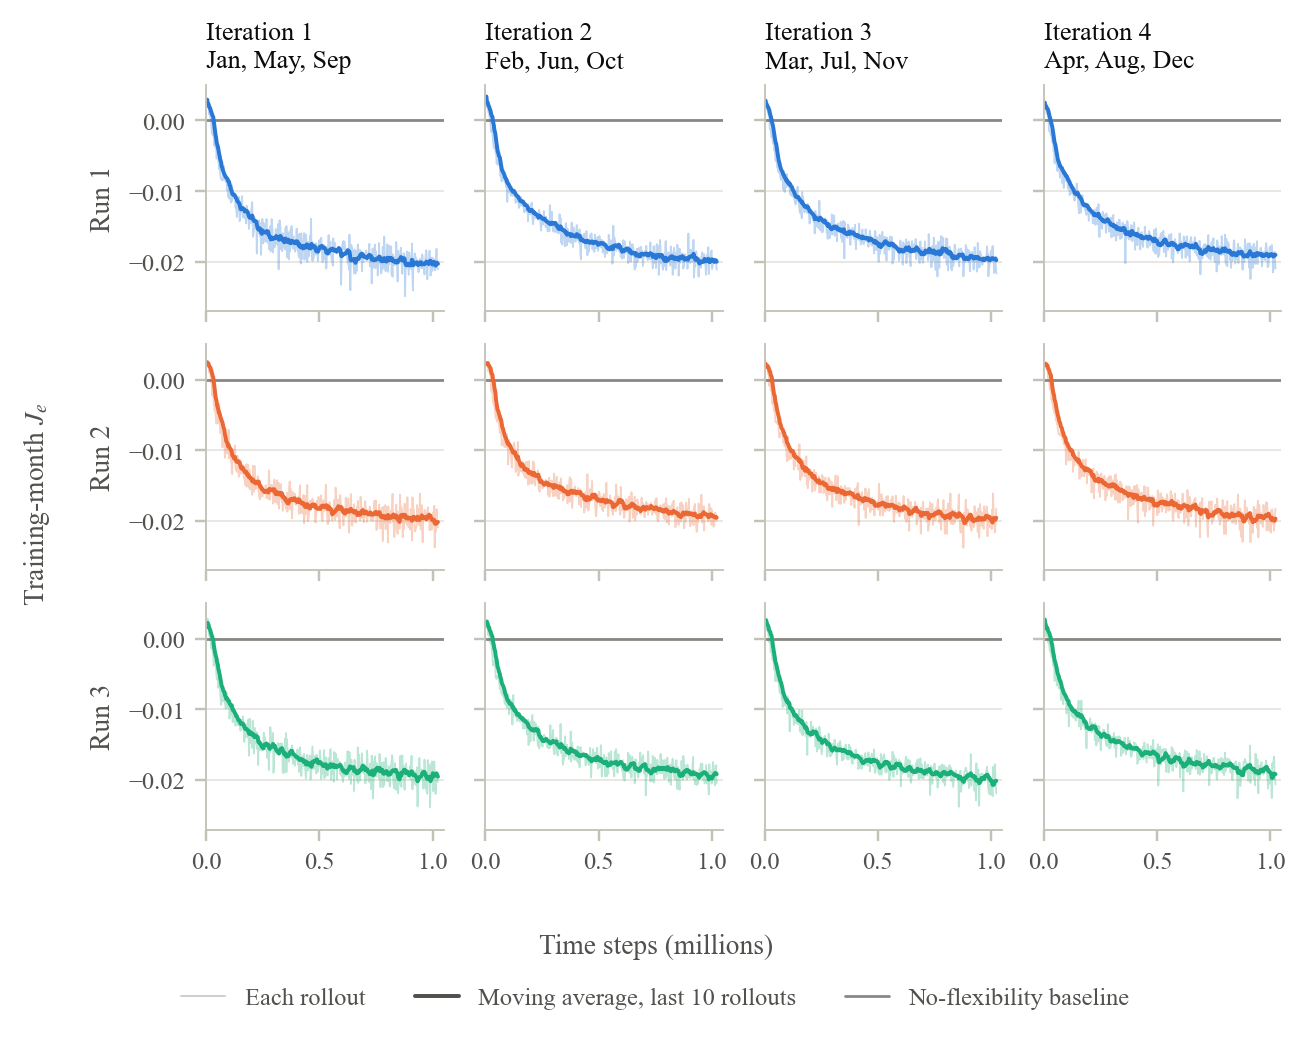 Iteration 1
Jan, May, Sep
Iteration 2
Feb, Jun, Oct
Iteration 3
Mar, Jul, Nov
Iteration 4
Apr, Aug, Dec
Training-month Je
Run 1
0.00
−0.01
−0.02
Run 2
0.00
−0.01
−0.02
Run 3
0.00
−0.01
−0.02
0.0 0.5 1.0 0.0 0.5 1.0 0.0 0.5 1.0 0.0 0.5 1.0
Time steps (millions)
Each rollout Moving average, last 10 rollouts No-flexibility baseline